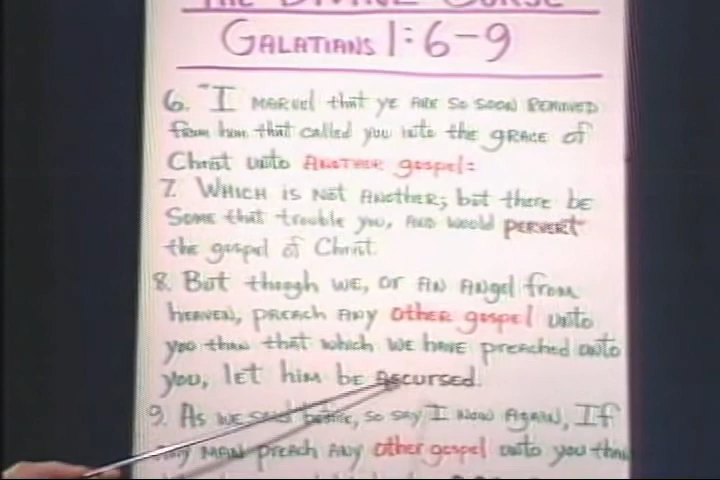 THE DIVINE CURSE
GALATIANS 1:6-9
6. "I MARVEL that YE ARE SO SOON REMOVED
from him that called you into the GRACE of
Christ unto ANOTHER gospel:
7. WHICH is NOT ANOTHER; but there be
SOME that trouble you, AND would PERVERT
the gospel of Christ.
8. But though WE, or AN ANgel from
HEAVEN, PREACH ANY OTHER gospel unto
you than that which WE HAVE preached unto
you, let him be ACCURSED.
9. As WE said before, so say I NOW AgAIN, If
ANY MAN preach ANY other gospel unto you than